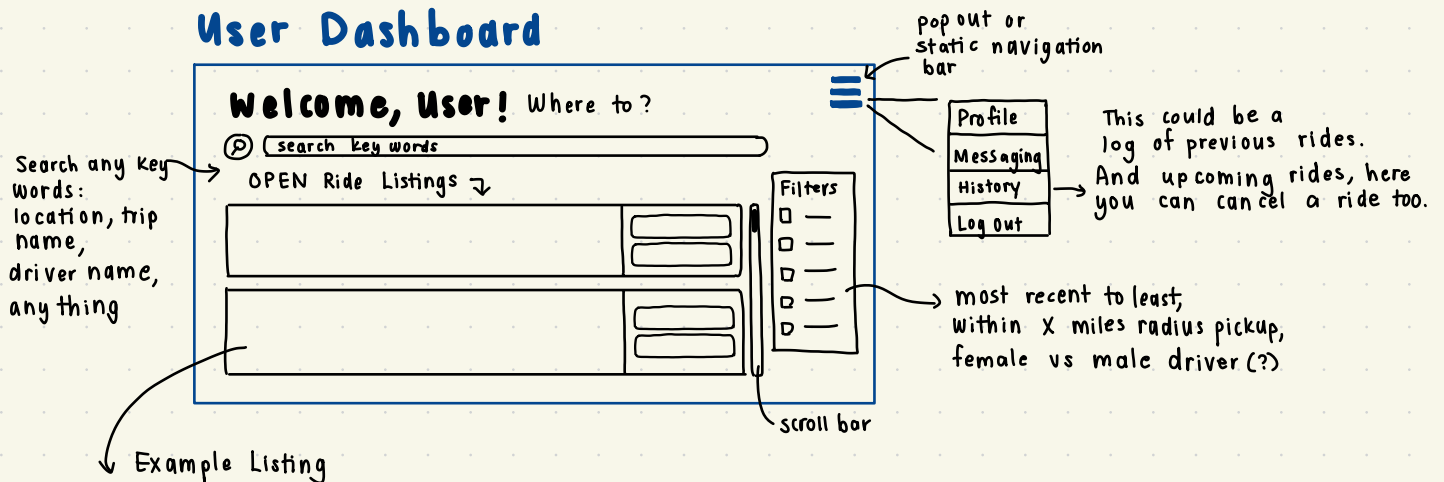 User Dashboard
pop out or
static navigation
bar
Welcome, User! Where to?
search key words
Search any key
words:
location, trip
name,
driver name,
any thing
OPEN Ride Listings
Filters
Profile
Messaging
History
Log out
This could be a
log of previous rides.
And upcoming rides, here
you can cancel a ride too.
most recent to least,
within X miles radius pickup,
female vs male driver (?)
scroll bar
Example Listing